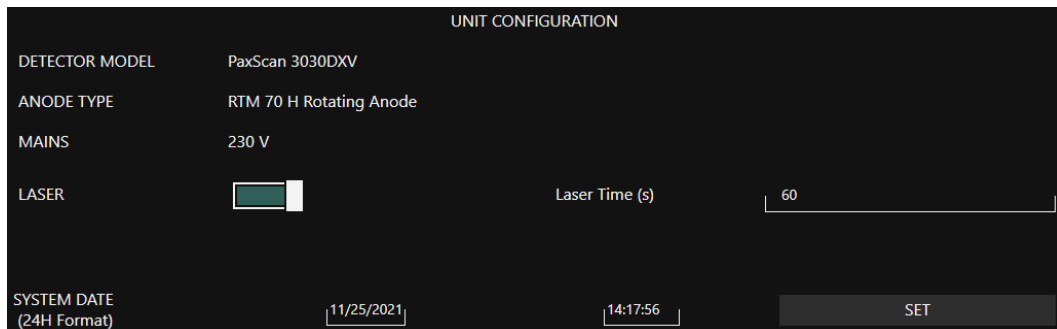 UNIT CONFIGURATION
DETECTOR MODEL PaxScan 3030DXV
ANODE TYPE RTM 70 H Rotating Anode
MAINS 230 V
LASER Laser Time (s) 60
SYSTEM DATE
(24H Format) 11/25/2021 14:17:56 SET